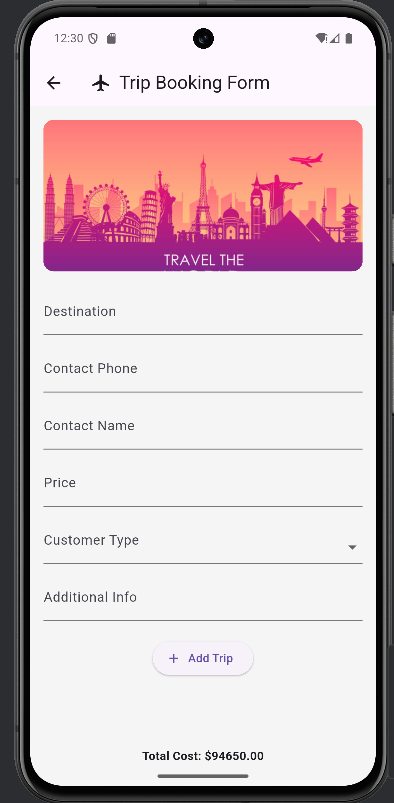 12:30
Trip Booking Form
TRAVEL THE
Destination
Contact Phone
Contact Name
Price
Customer Type
Additional Info
+ Add Trip
Total Cost: $94650.00